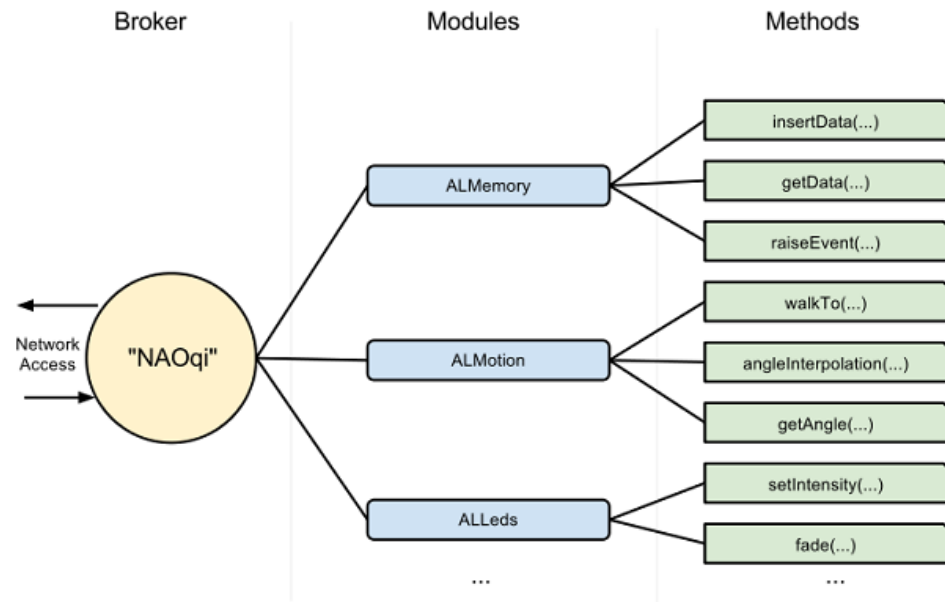 Broker
Modules
Methods
insertData(...)
ALMemory
getData(...)
raiseEvent(...)
Network
Access
"NAOqi"
walkTo(...)
ALMotion
angleInterpolation(...)
getAngle(...)
setIntensity(...)
ALLeds
fade(...)
...
...